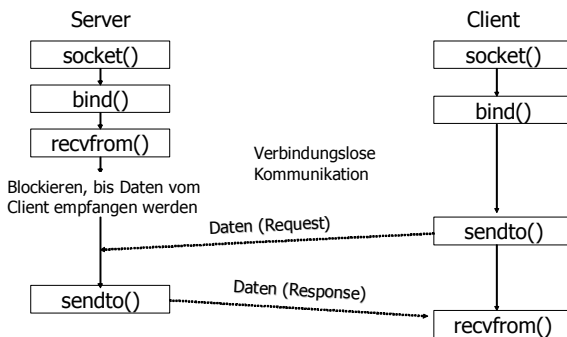 Server
socket()
bind()
recvfrom()
Blockieren, bis Daten vom
Client empfangen werden
sendto()
Verbindungslose
Kommunikation
Daten (Request)
Daten (Response)
Client
socket()
bind()
sendto()
recvfrom()